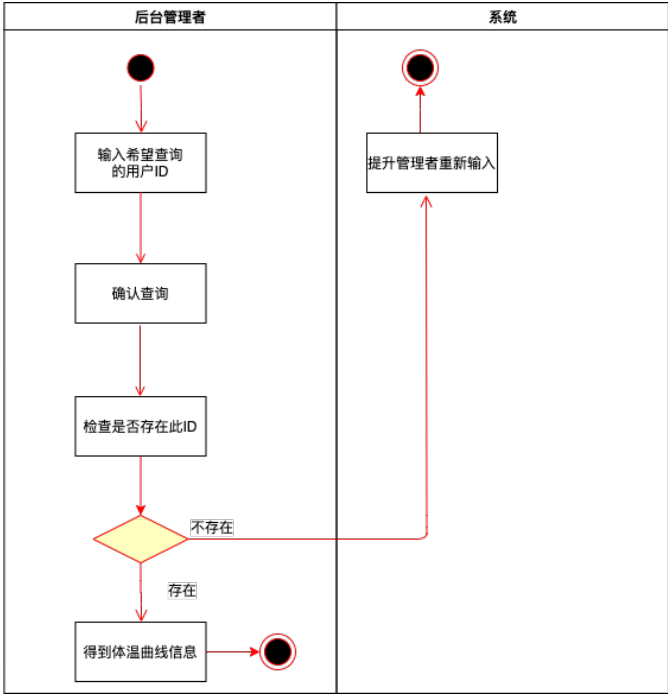 后台管理者
系统
输入希望查询
的用户ID
提升管理者重新输入
确认查询
检查是否存在此ID
不存在
存在
得到体温曲线信息